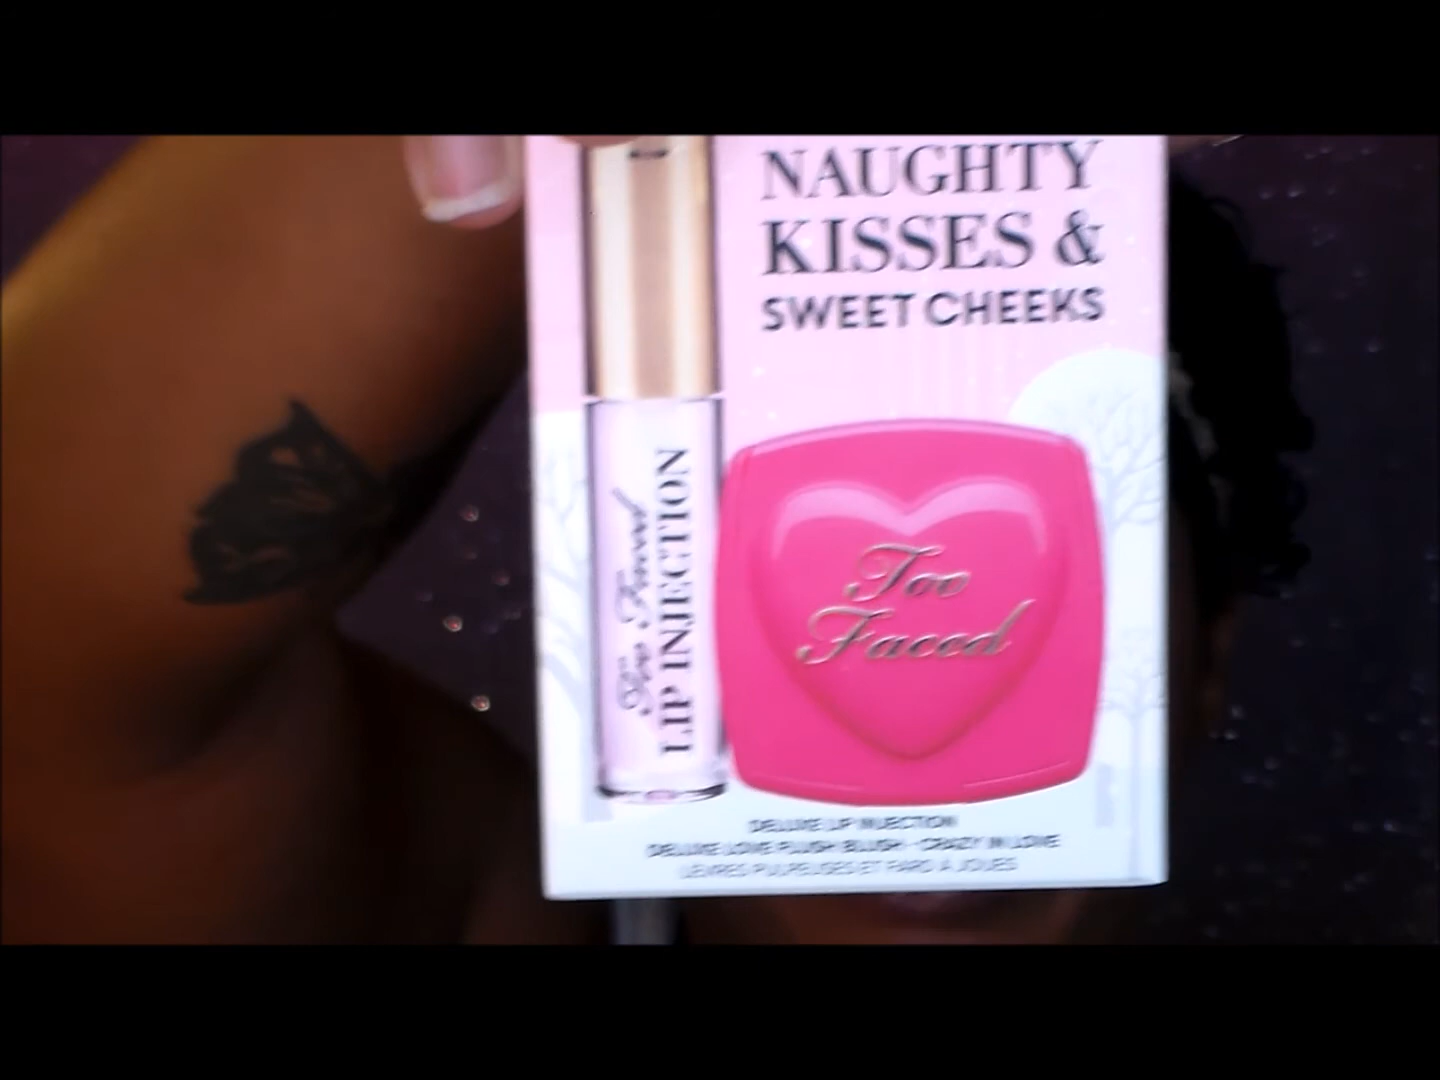 NAUGHTY
KISSES &
SWEET CHEEKS
Too Faced
LIP INJECTION
Too
Faced
DELUXE LIP INJECTION
DELUXE LOVE FLUSH BLUSH - CRAZY IN LOVE
LÈVRES PULPEUSES ET FARD À JOUES